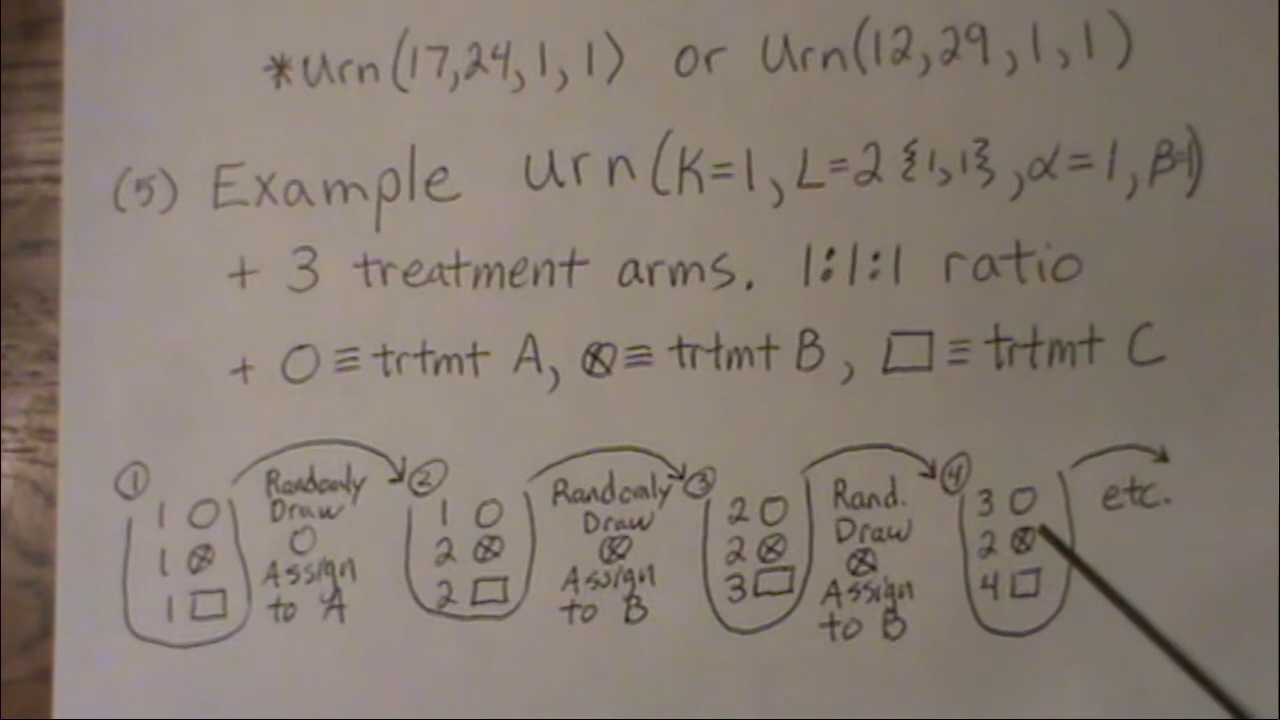 *Urn(17,24,1,1) or Urn(12,29,1,1)
(5) Example Urn(K=1, L=2 {1,1}, α=1, β=1)
+ 3 treatment arms. 1:1:1 ratio
+ ○ ≡ trtmt A, ⊗ ≡ trtmt B, □ ≡ trtmt C
① 1 ○
1 ⊗
1 □
Randomly
Draw
○
Assign
to A
② 1 ○
2 ⊗
2 □
Randomly
Draw
⊗
Assign
to B
③ 2 ○
2 ⊗
3 □
Rand.
Draw
⊗
Assign
to B
④ 3 ○
2 ⊗
4 □
etc.